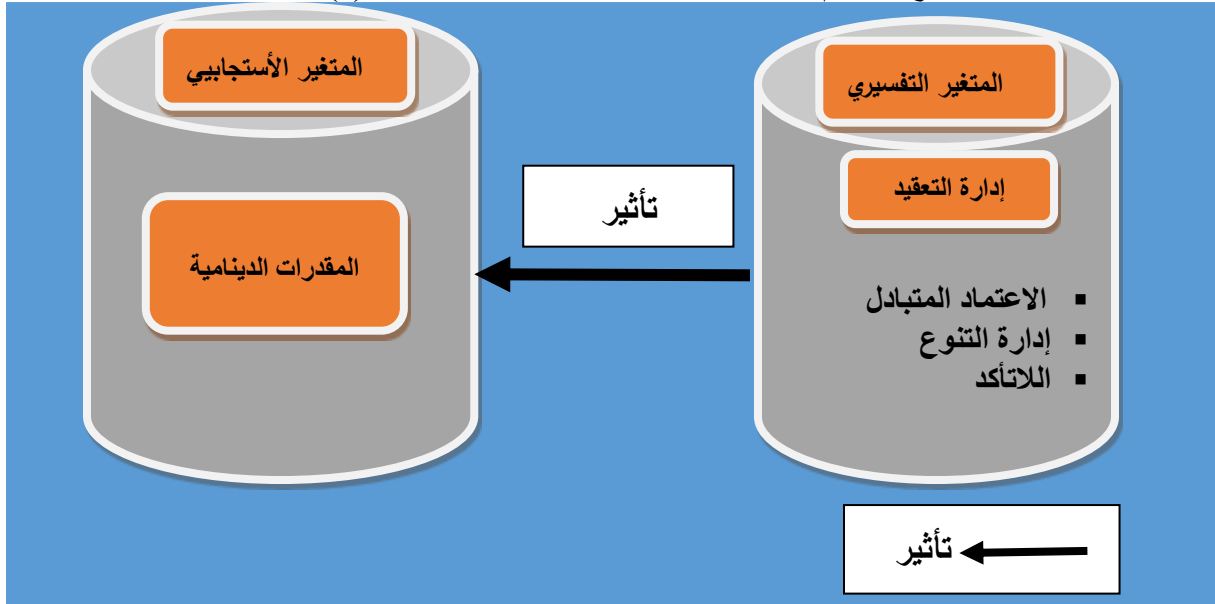 المتغير التفسيري
إدارة التعقيد
▪ الاعتماد المتبادل
▪ إدارة التنوع
▪ اللاتأكد
تأثير
المتغير الأستجابيي
المقدرات الدينامية
تأثير